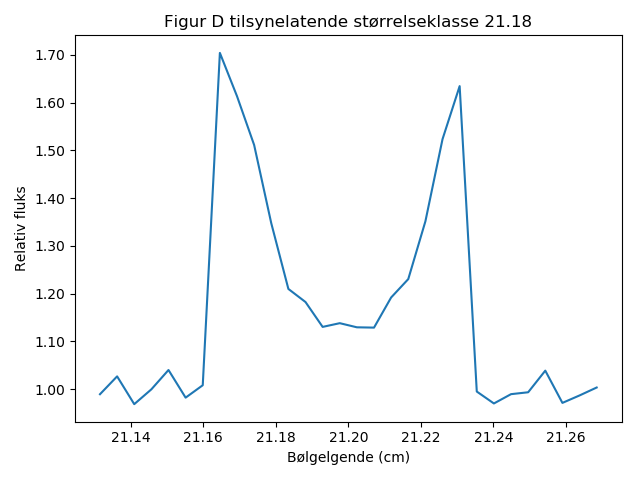 Figur D tilsynelatende størrelseklasse 21.18
1.70
1.60
1.50
1.40
1.30
1.20
1.10
1.00
Relativ fluks
21.14 21.16 21.18 21.20 21.22 21.24 21.26
Bølgelgende (cm)